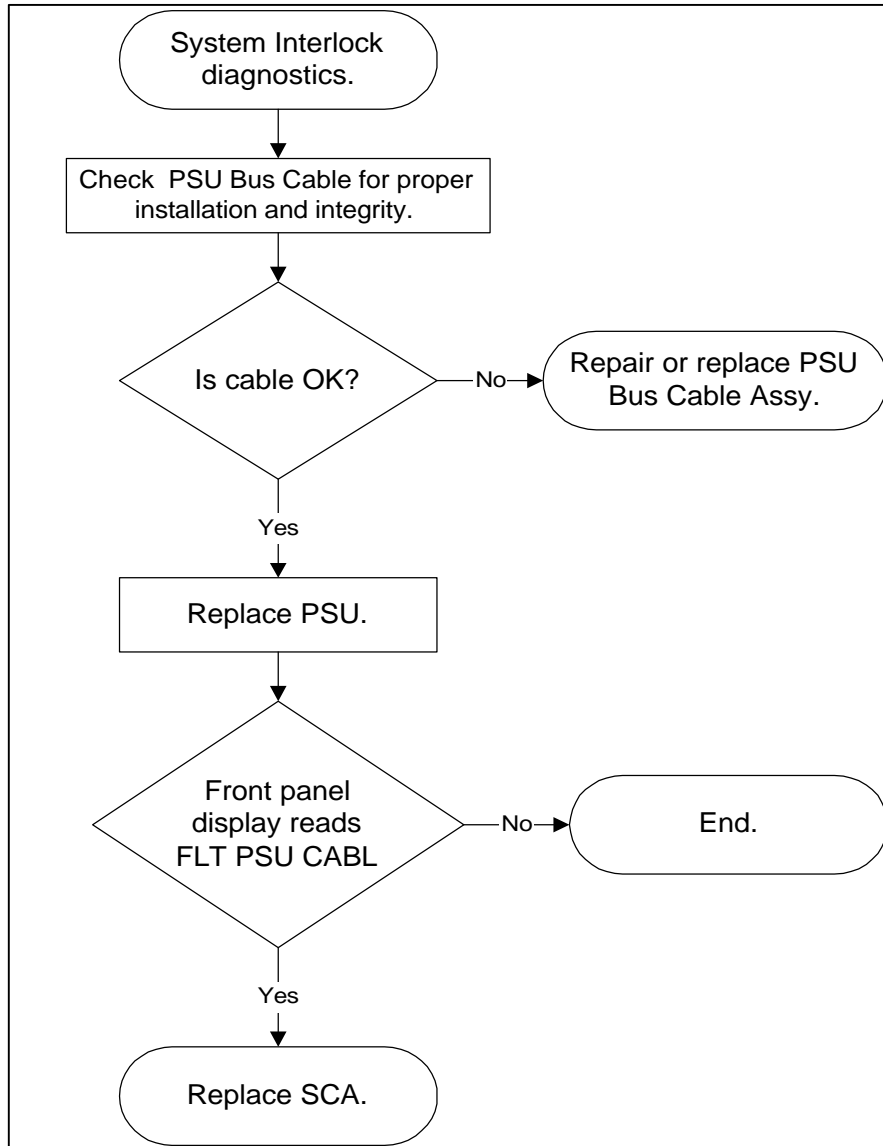 System Interlock
diagnostics.
Check PSU Bus Cable for proper
installation and integrity.
Is cable OK?
No
Repair or replace PSU
Bus Cable Assy.
Yes
Replace PSU.
Front panel
display reads
FLT PSU CABL
No
End.
Yes
Replace SCA.